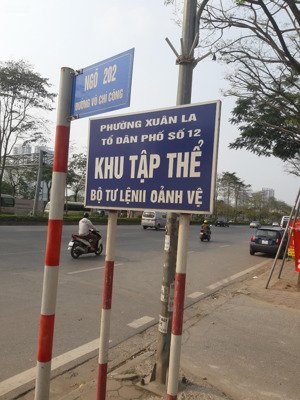 NGÕ 202
ĐƯỜNG VÕ CHÍ CÔNG
PHƯỜNG XUÂN LA
TỔ DÂN PHỐ SỐ 12
KHU TẬP THỂ
BỘ TƯ LỆNH CẢNH VỆ